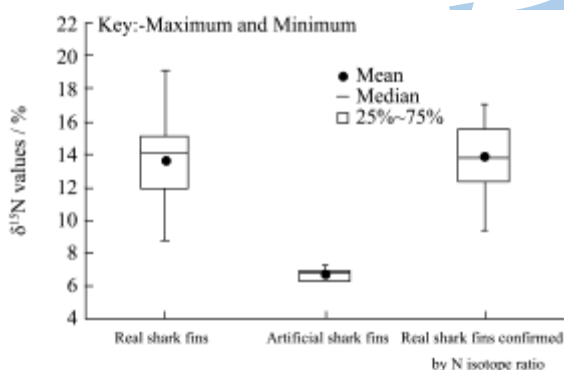 Key:-Maximum and Minimum
● Mean
— Median
□ 25%~75%
δ¹⁵N values / %
22
20
18
16
14
12
10
8
6
4
Real shark fins
Artificial shark fins
Real shark fins confirmed
by N isotope ratio